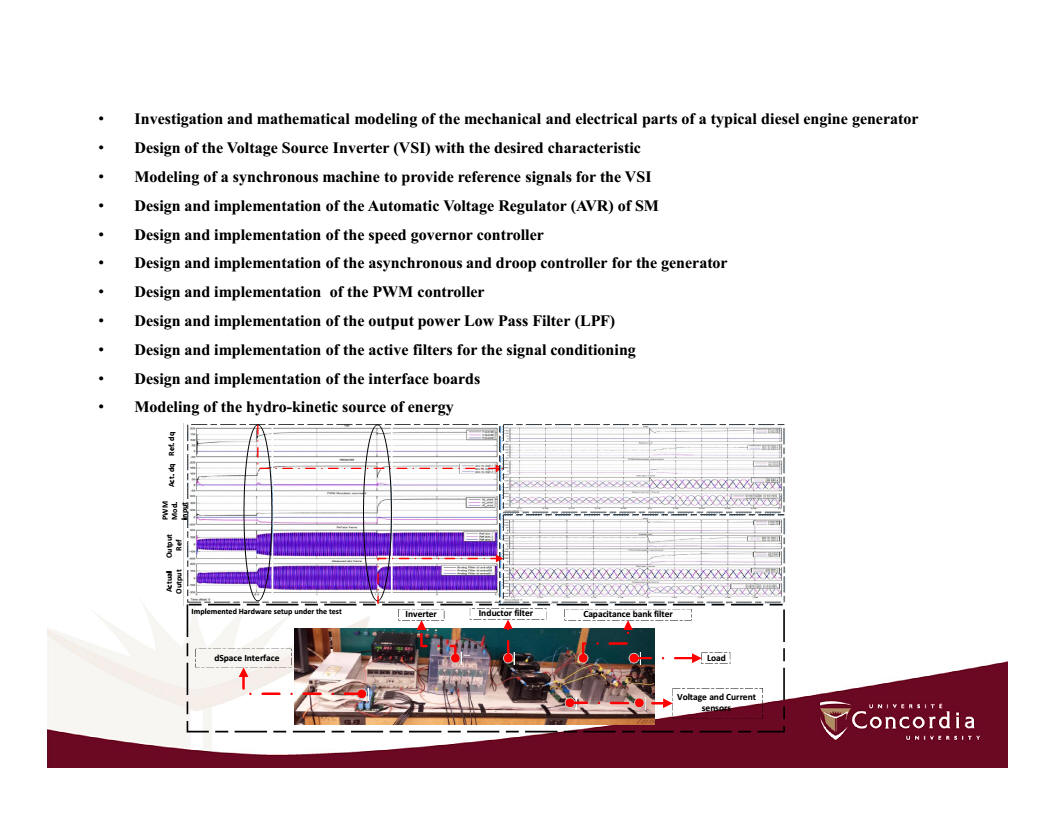 • Investigation and mathematical modeling of the mechanical and electrical parts of a typical diesel engine generator
• Design of the Voltage Source Inverter (VSI) with the desired characteristic
• Modeling of a synchronous machine to provide reference signals for the VSI
• Design and implementation of the Automatic Voltage Regulator (AVR) of SM
• Design and implementation of the speed governor controller
• Design and implementation of the asynchronous and droop controller for the generator
• Design and implementation  of the PWM controller
• Design and implementation of the output power Low Pass Filter (LPF)
• Design and implementation of the active filters for the signal conditioning
• Design and implementation of the interface boards
• Modeling of the hydro-kinetic source of energy
Ref. dq
Act. dq
PWM
Mod.
Input
Output
Ref
Actual
Output
Implemented Hardware setup under the test
Inverter
Inductor filter
Capacitance bank filter
dSpace Interface
Load
Voltage and Current
sensors
UNIVERSITÉ
Concordia
UNIVERSITY